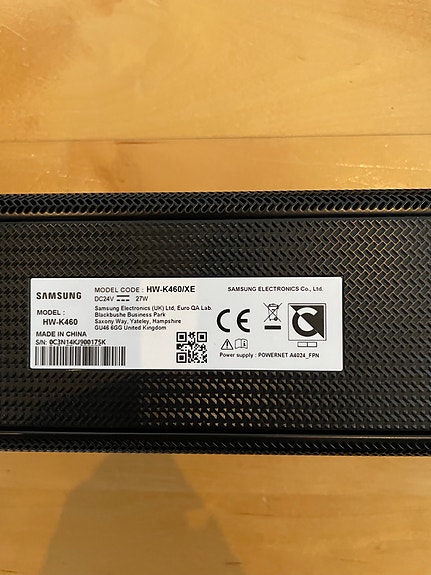 SAMSUNG
MODEL :
HW-K460
MADE IN CHINA
S/N: 0C3N14KJ900175K
MODEL CODE : HW-K460/XE
DC24V 27W
Samsung Electronics (UK) Ltd, Euro QA Lab.
Blackbushe Business Park
Saxony Way, Yateley, Hampshire
GU46 6GG United Kingdom
SAMSUNG ELECTRONICS Co., Ltd.
CE
Power supply : POWERNET A4024_FPN